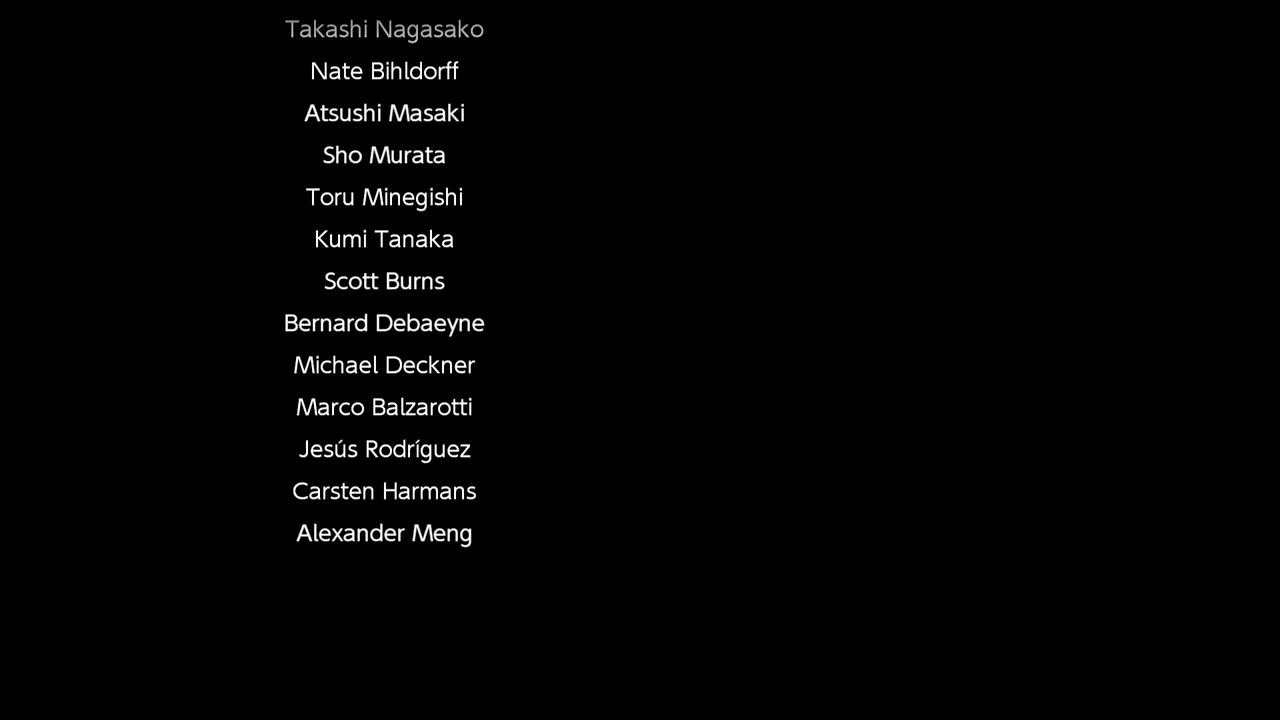 Takashi Nagasako
Nate Bihldorff
Atsushi Masaki
Sho Murata
Toru Minegishi
Kumi Tanaka
Scott Burns
Bernard Debaeyne
Michael Deckner
Marco Balzarotti
Jesús Rodríguez
Carsten Harmans
Alexander Meng